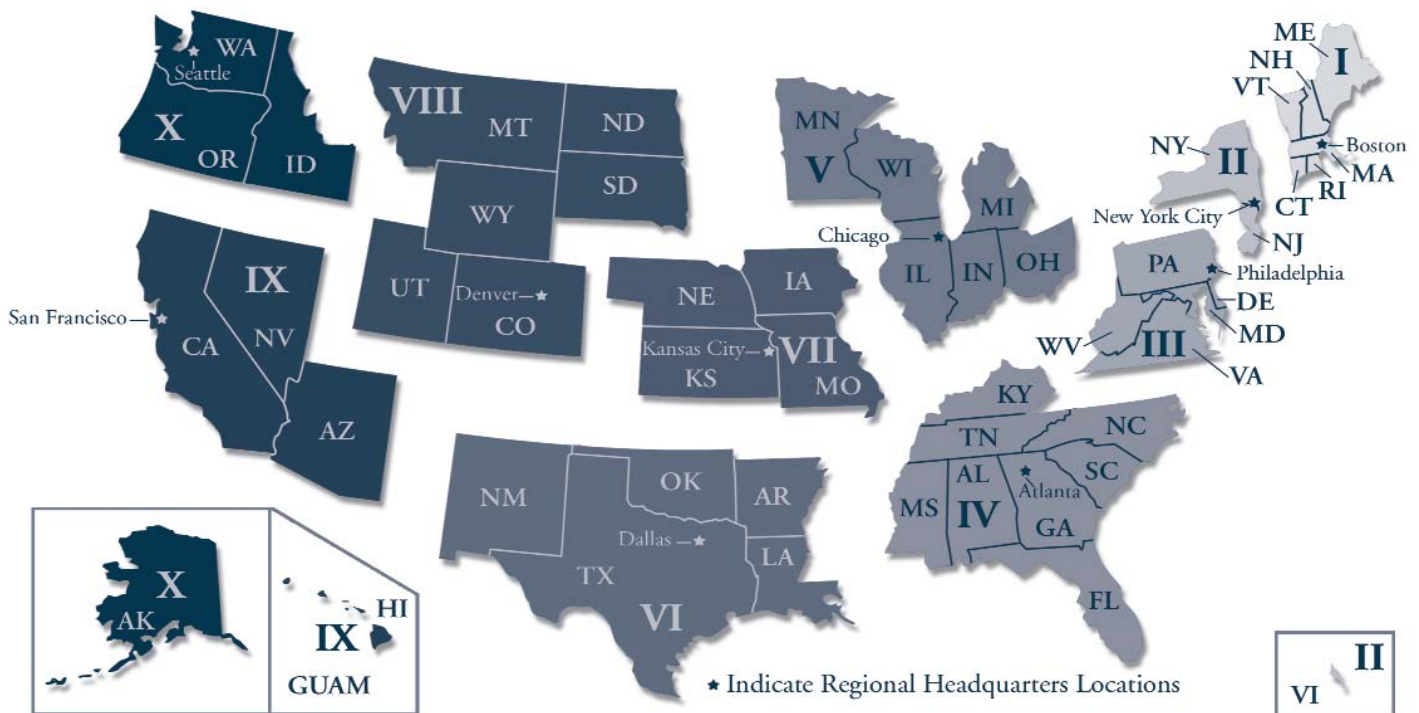 WA
Seattle
X
OR
ID
VIII
MT
ND
SD
WY
UT
Denver
CO
IX
NV
San Francisco
CA
AZ
NE
IA
Kansas City
KS
VII
MO
MN
V
WI
MI
Chicago
IL
IN
OH
ME
I
NH
VT
Boston
MA
RI
CT
NY
II
New York City
NJ
PA
Philadelphia
DE
MD
WV
III
VA
KY
TN
NC
SC
AL
Atlanta
MS
IV
GA
FL
NM
OK
AR
Dallas
LA
TX
VI
X
AK
HI
IX
GUAM
★ Indicate Regional Headquarters Locations
II
VI